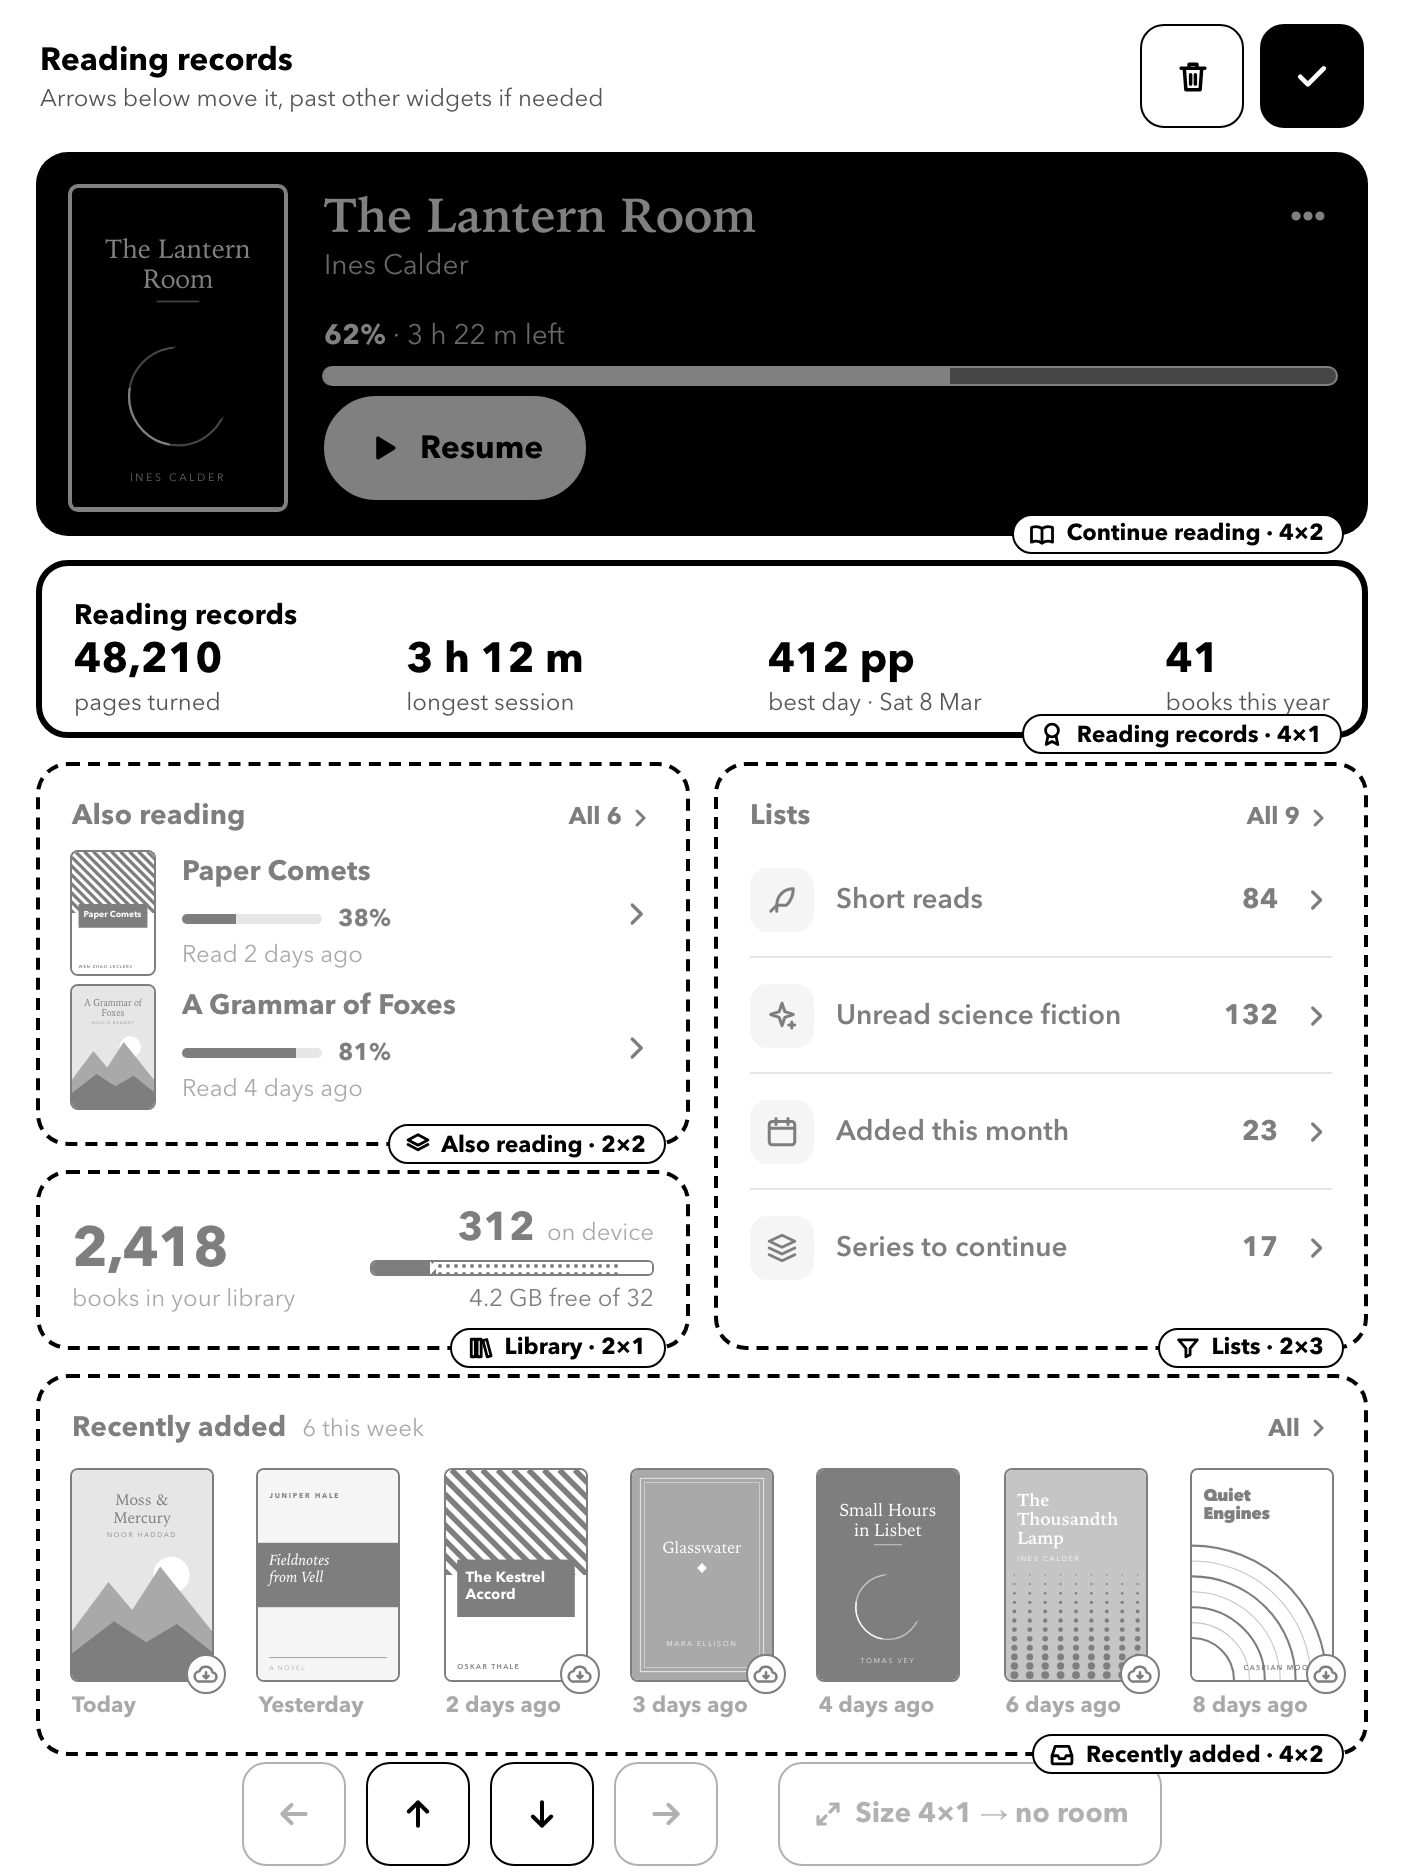 Reading records
Arrows below move it, past other widgets if needed
The Lantern Room
Ines Calder
62% · 3 h 22 m left
Resume
The Lantern
Room
INES CALDER
Continue reading · 4×2
Reading records
48,210
pages turned
3 h 12 m
longest session
412 pp
best day · Sat 8 Mar
41
books this year
Reading records · 4×1
Also reading
All 6
Paper Comets
WEN ZHAO-LECLERC
Paper Comets
38%
Read 2 days ago
A Grammar of
Foxes
HOLLIS BRANDT
A Grammar of Foxes
81%
Read 4 days ago
Also reading · 2×2
Lists
All 9
Short reads 84
Unread science fiction 132
Added this month 23
Series to continue 17
Lists · 2×3
2,418
books in your library
312 on device
4.2 GB free of 32
Library · 2×1
Recently added 6 this week
All
Moss &
Mercury
NOOR HADDAD
Today
JUNIPER HALE
Fieldnotes
from Vell
A NOVEL
Yesterday
The Kestrel
Accord
OSKAR THALE
2 days ago
Glasswater
MARA ELLISON
3 days ago
Small Hours
in Lisbet
TOMAS VEY
4 days ago
The
Thousandth
Lamp
INES CALDER
6 days ago
Quiet
Engines
CASPIAN
8 days ago
Recently added · 4×2
Size 4×1 → no room